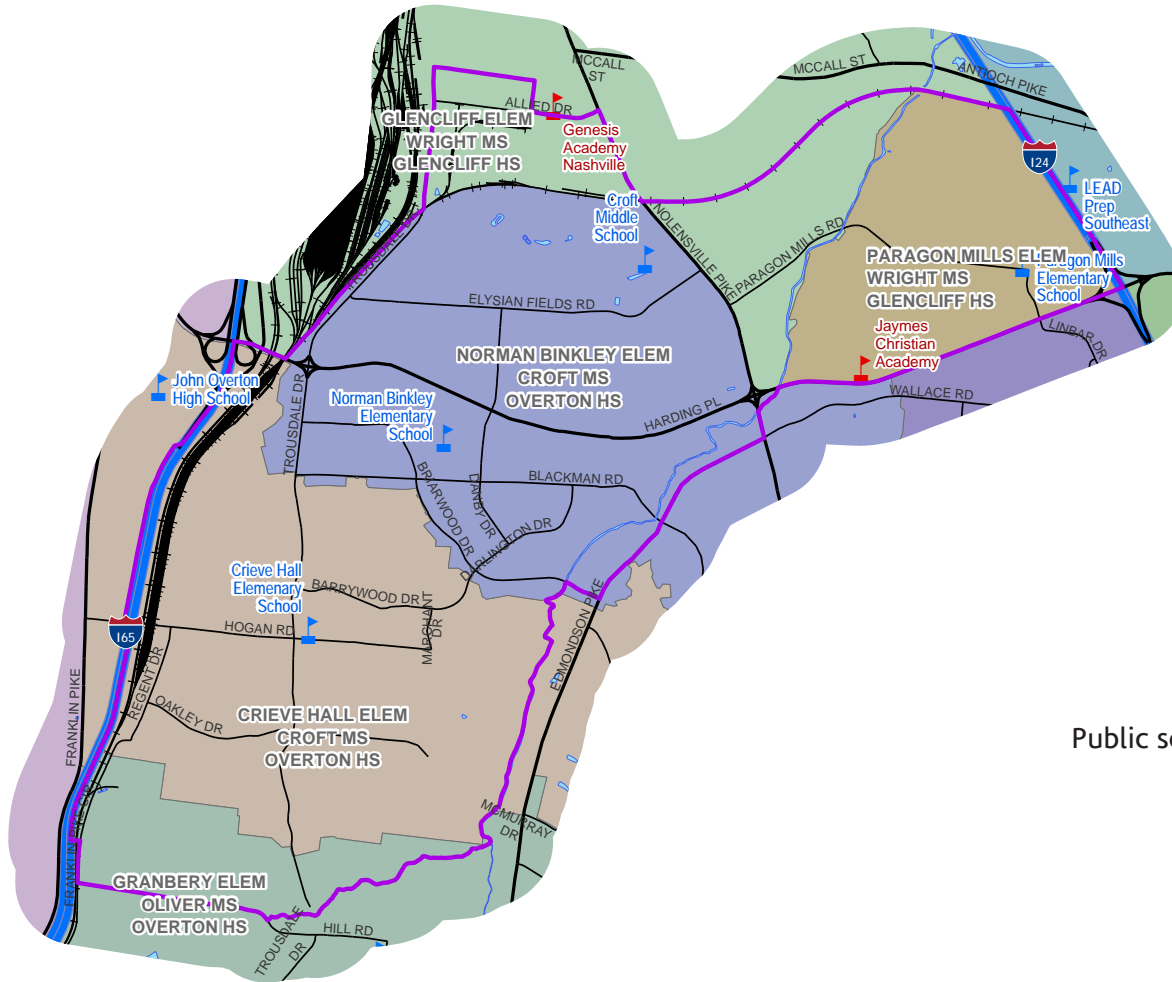 MCCALL
ST
MCCALL ST
ANTIOCH PIKE
ALLIED DR
GLENCLIFF ELEM
WRIGHT MS
GLENCLIFF HS
Genesis
Academy
Nashville
I24
LEAD
Prep
Southeast
Croft
Middle
School
NOLENSVILLE PIKE
PARAGON MILLS RD
TROUSDALE DR
PARAGON MILLS ELEM
WRIGHT MS
GLENCLIFF HS
Paragon Mills
Elementary
School
ELYSIAN FIELDS RD
LINBAR DR
Jaymes
Christian
Academy
NORMAN BINKLEY ELEM
CROFT MS
OVERTON HS
John Overton
High School
TROUSDALE DR
Norman Binkley
Elementary
School
HARDING PL
WALLACE RD
BLACKMAN RD
BRIARWOOD DR
DANBY DR
DARLINGTON DR
Crieve Hall
Elemenary
School
BARRYWOOD DR
MARCHANT
DR
EDMONDSON PIKE
HOGAN RD
I65
REGENT DR
FRANKLIN PIKE
OAKLEY DR
CRIEVE HALL ELEM
CROFT MS
OVERTON HS
Public s
MCMURRAY
DR
GRANBERY ELEM
OLIVER MS
OVERTON HS
TROUSDALE
DR
HILL RD